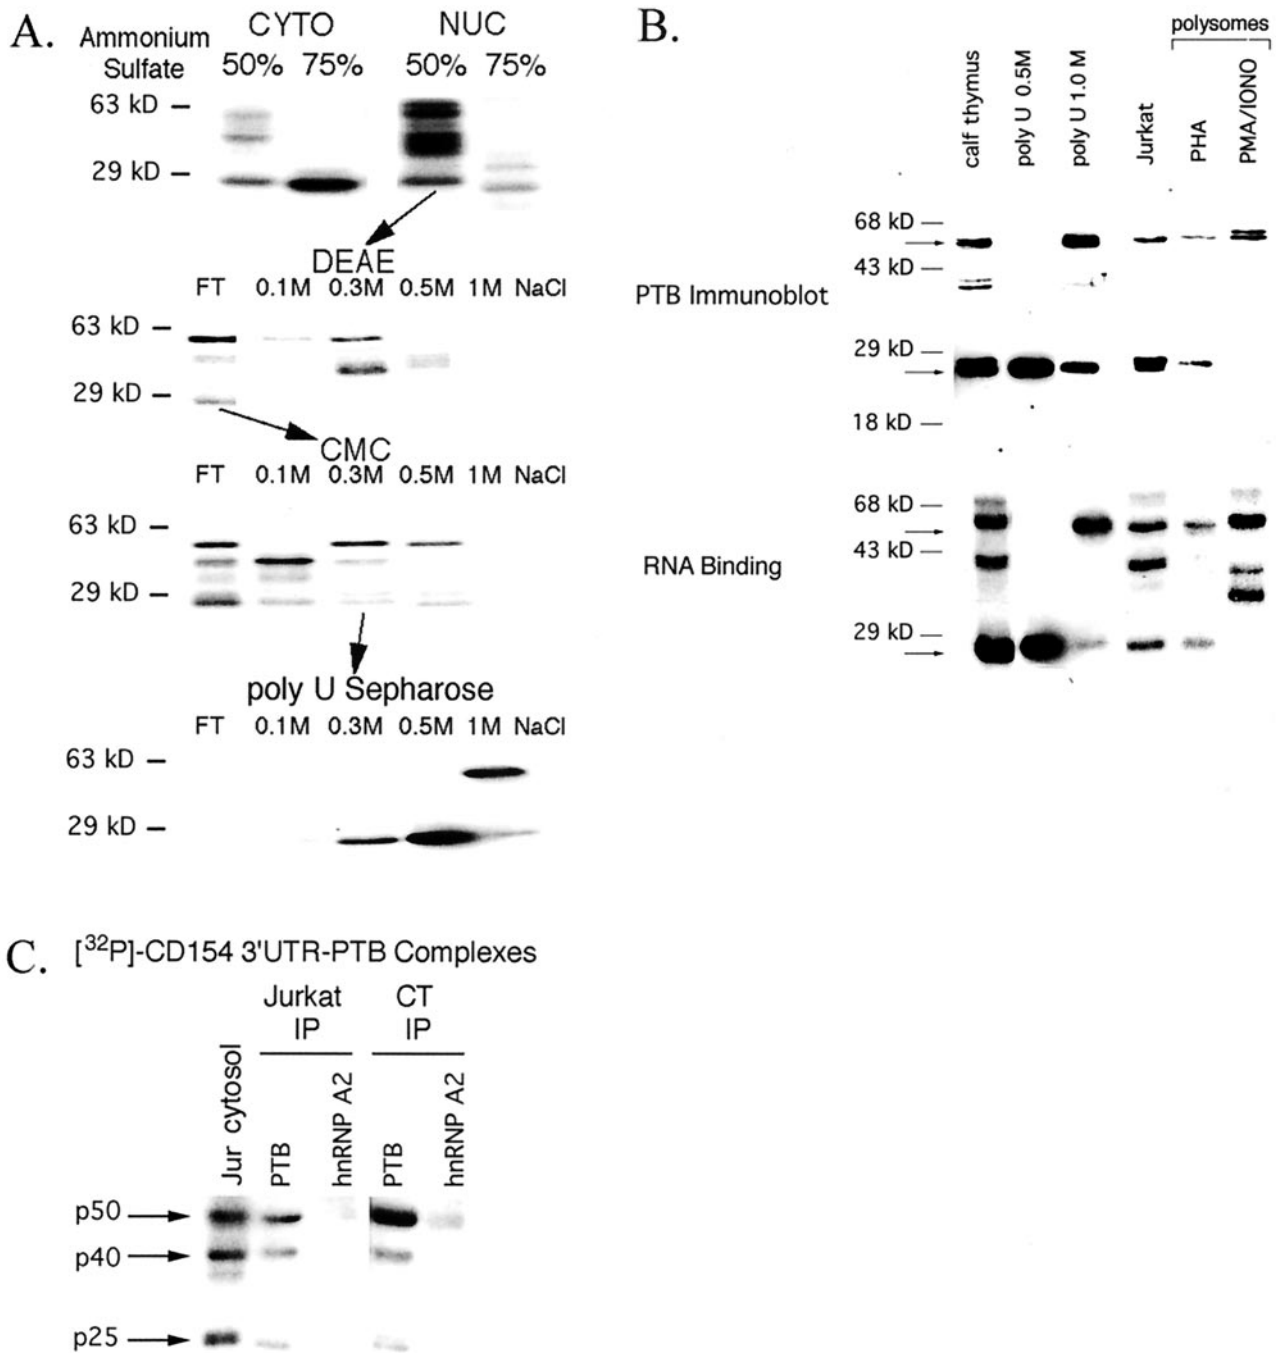 A.
Ammonium Sulfate
CYTO NUC
50% 75% 50% 75%
63 kD
29 kD
DEAE
FT 0.1M 0.3M 0.5M 1M NaCl
63 kD
29 kD
CMC
FT 0.1M 0.3M 0.5M 1M NaCl
63 kD
29 kD
poly U Sepharose
FT 0.1M 0.3M 0.5M 1M NaCl
63 kD
29 kD
B.
polysomes
calf thymus
poly U 0.5M
poly U 1.0 M
Jurkat
PHA
PMA/IONO
68 kD
43 kD
PTB Immunoblot
29 kD
18 kD
68 kD
43 kD
RNA Binding
29 kD
C.
[32P]-CD154 3'UTR-PTB Complexes
Jurkat IP
CT IP
Jur cytosol
PTB
hnRNP A2
PTB
hnRNP A2
p50
p40
p25